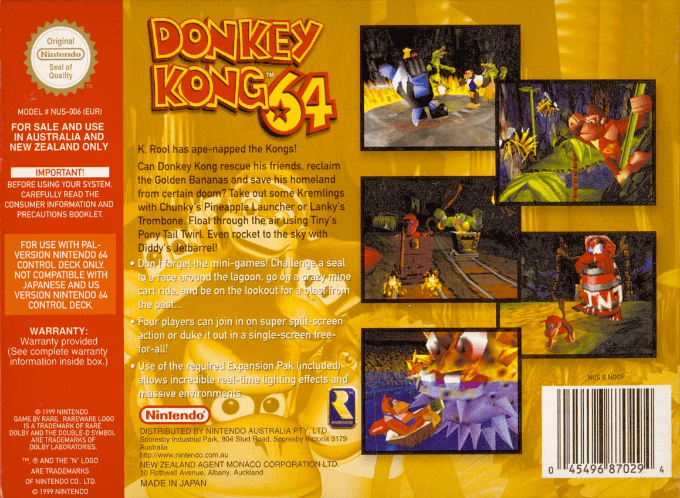 Original
Nintendo
Seal of
Quality
TM
MODEL # NUS-006 (EUR)
FOR SALE AND USE
IN AUSTRALIA AND
NEW ZEALAND ONLY
IMPORTANT!
BEFORE USING YOUR SYSTEM,
CAREFULLY READ THE
CONSUMER INFORMATION AND
PRECAUTIONS BOOKLET.
FOR USE WITH PAL-
VERSION NINTENDO 64
CONTROL DECK ONLY.
NOT COMPATIBLE WITH
JAPANESE AND US
VERSION NINTENDO 64
CONTROL DECK.
WARRANTY:
Warranty provided
(See complete warranty
information inside box.)
© 1999 NINTENDO.
GAME BY RARE. RAREWARE LOGO
IS A TRADEMARK OF RARE.
DOLBY AND THE DOUBLE-D SYMBOL
ARE TRADEMARKS OF
DOLBY LABORATORIES.
™, ® AND THE "N" LOGO
ARE TRADEMARKS
OF NINTENDO CO., LTD.
© 1999 NINTENDO.
DONKEY
KONG™ 64
K. Rool has ape-napped the Kongs!
Can Donkey Kong rescue his friends, reclaim
the Golden Bananas and save his homeland
from certain doom? Take out some Kremlings
with Chunky's Pineapple Launcher or Lanky's
Trombone. Float through the air using Tiny's
Pony Tail Twirl. Even rocket to the sky with
Diddy's Jetbarrel!
• Don't forget the mini-games! Challenge a seal
to a race around the lagoon, go on a crazy mine
cart ride, and be on the lookout for a blast from
the past...
• Four players can join in on super split-screen
action or duke it out in a single-screen free-
for-all!
• Use of the required Expansion Pak (included)
allows incredible real-time lighting effects and
massive environments.
Nintendo®
R
RAREWARE
DISTRIBUTED BY NINTENDO AUSTRALIA PTY. LTD.
Scoresby Industrial Park, 804 Stud Road, Scoresby Victoria 3179
Australia
http://www.nintendo.com.au
NEW ZEALAND AGENT MONACO CORPORATION LTD.
10 Rothwell Avenue, Albany, Auckland
MADE IN JAPAN
TNT
0 45496 87029 4